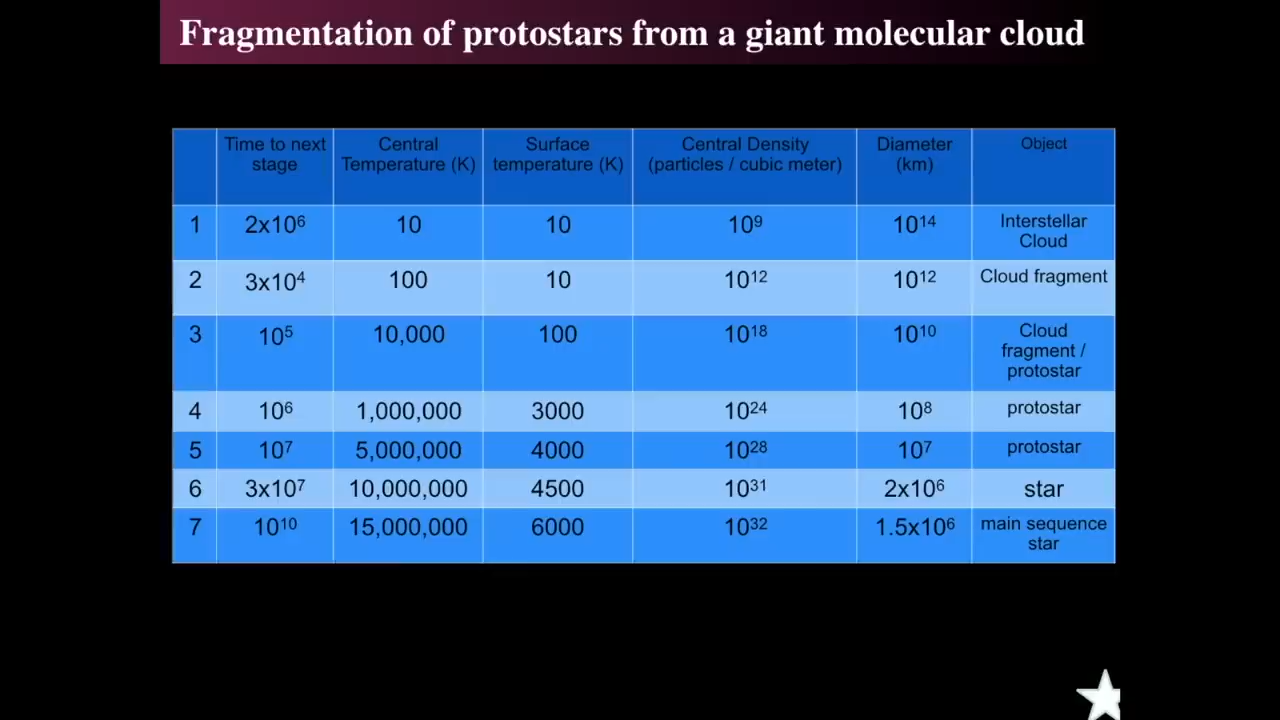 Fragmentation of protostars from a giant molecular cloud
Time to next stage Central Temperature (K) Surface temperature (K) Central Density (particles / cubic meter) Diameter (km) Object
1 2x10⁶ 10 10 10⁹ 10¹⁴ Interstellar Cloud
2 3x10⁴ 100 10 10¹² 10¹² Cloud fragment
3 10⁵ 10,000 100 10¹⁸ 10¹⁰ Cloud fragment / protostar
4 10⁶ 1,000,000 3000 10²⁴ 10⁸ protostar
5 10⁷ 5,000,000 4000 10²⁸ 10⁷ protostar
6 3x10⁷ 10,000,000 4500 10³¹ 2x10⁶ star
7 10¹⁰ 15,000,000 6000 10³² 1.5x10⁶ main sequence star